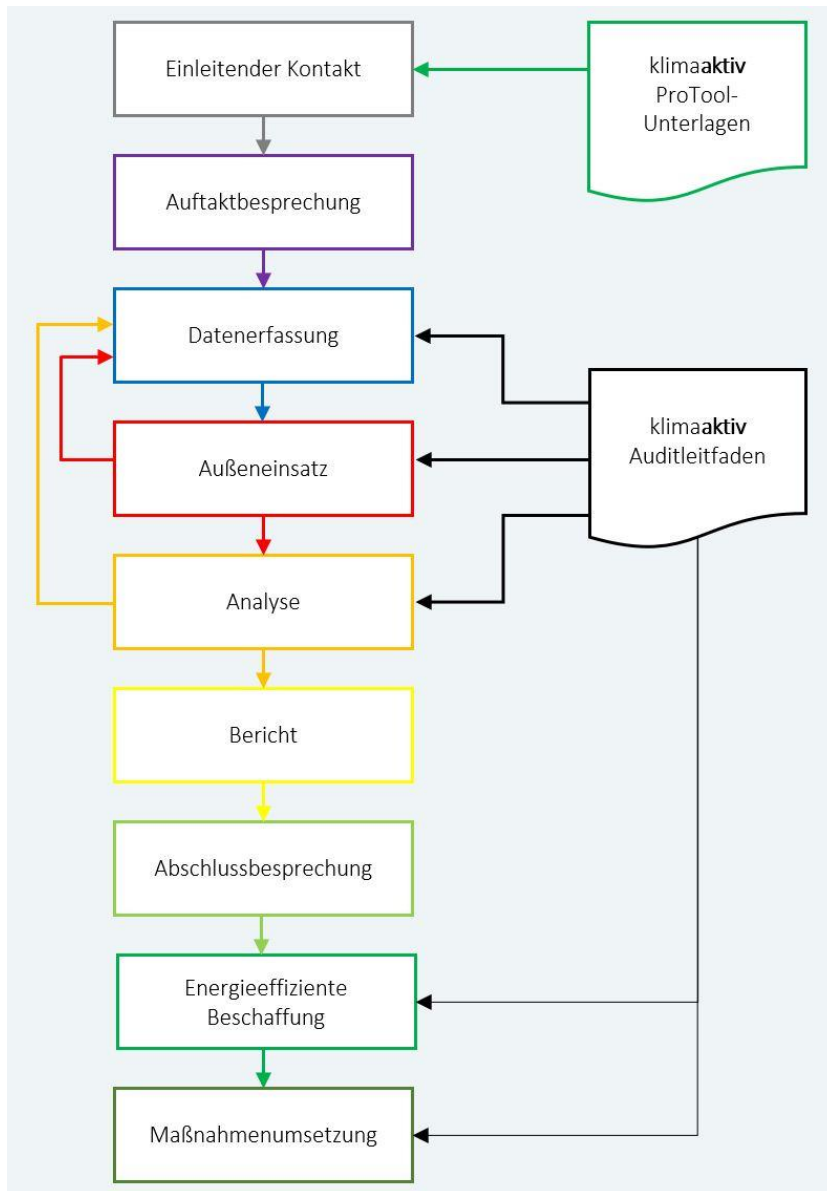 Einleitender Kontakt
klimaaktiv
ProTool-
Unterlagen
Auftaktbesprechung
Datenerfassung
klimaaktiv
Auditleitfaden
Außeneinsatz
Analyse
Bericht
Abschlussbesprechung
Energieeffiziente
Beschaffung
Maßnahmenumsetzung